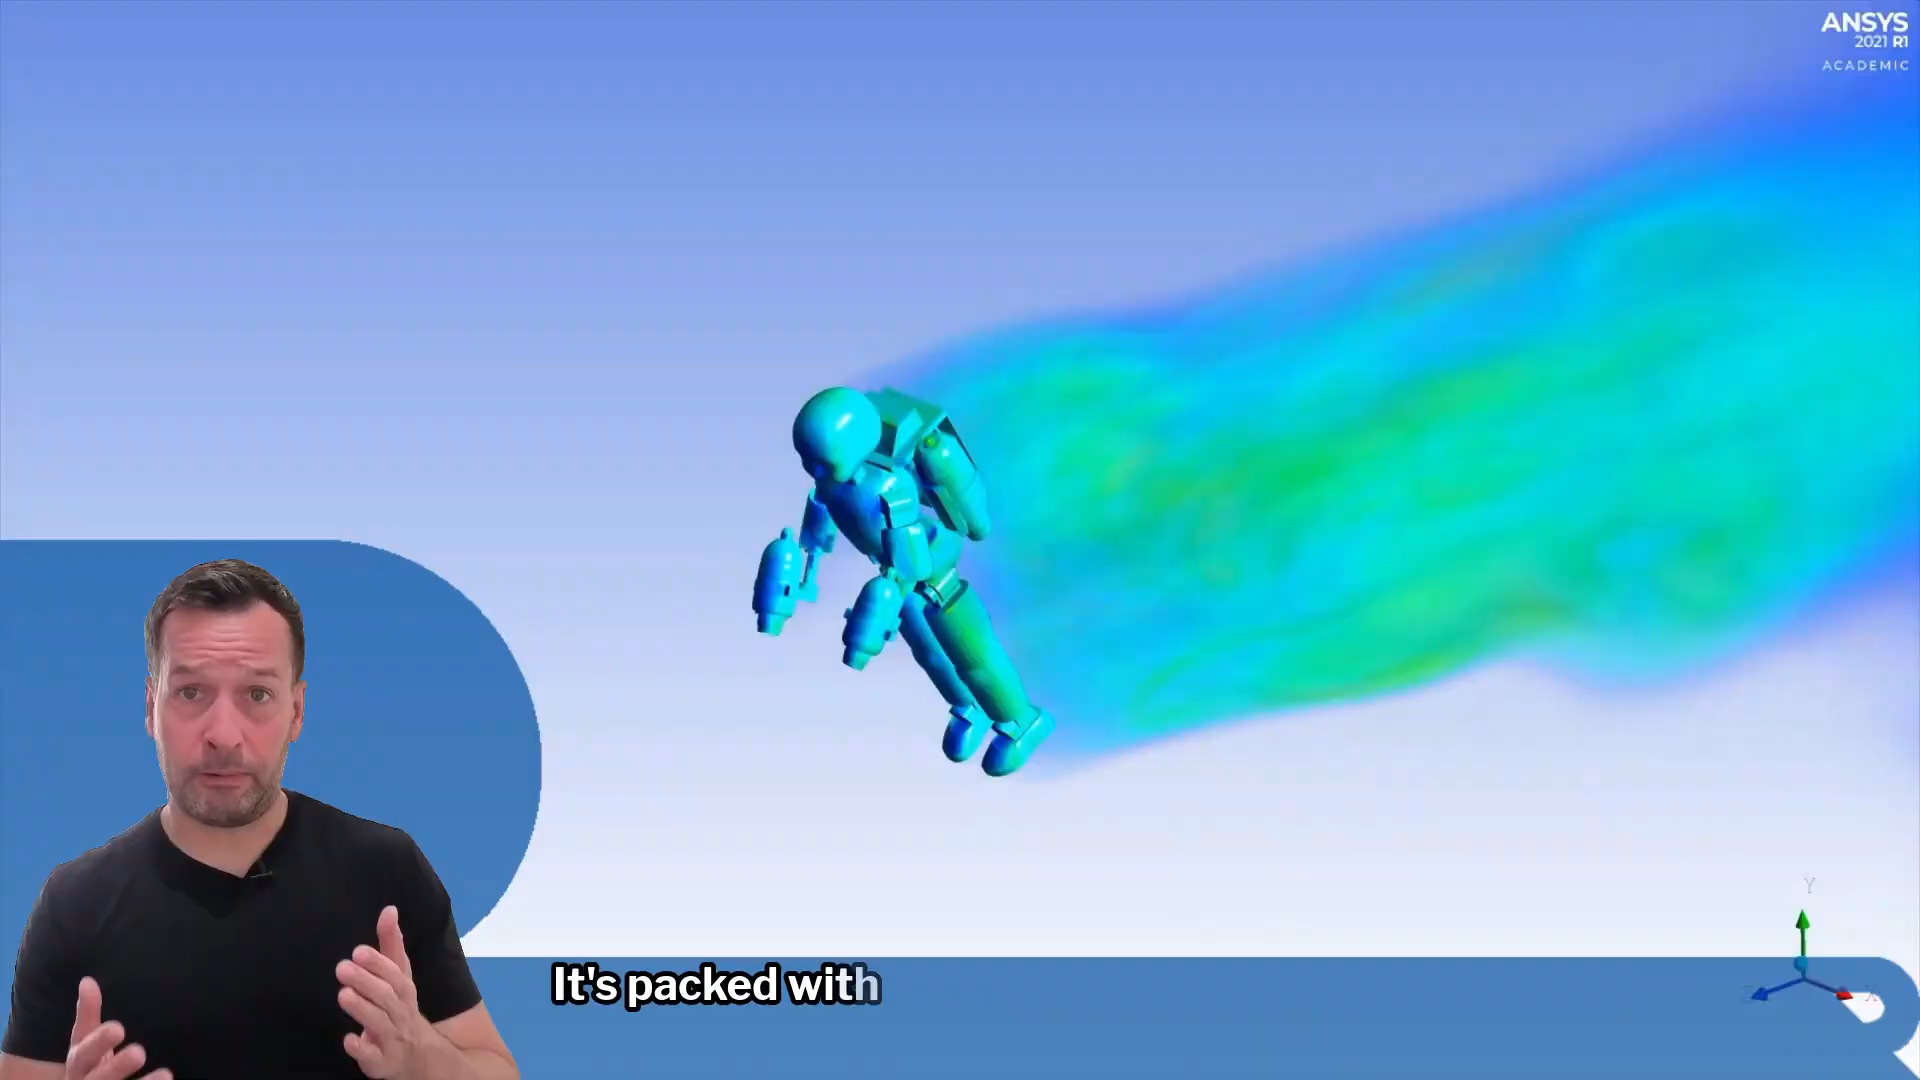 ANSYS
2021 R1
ACADEMIC
Y
Z
X
It's packed with